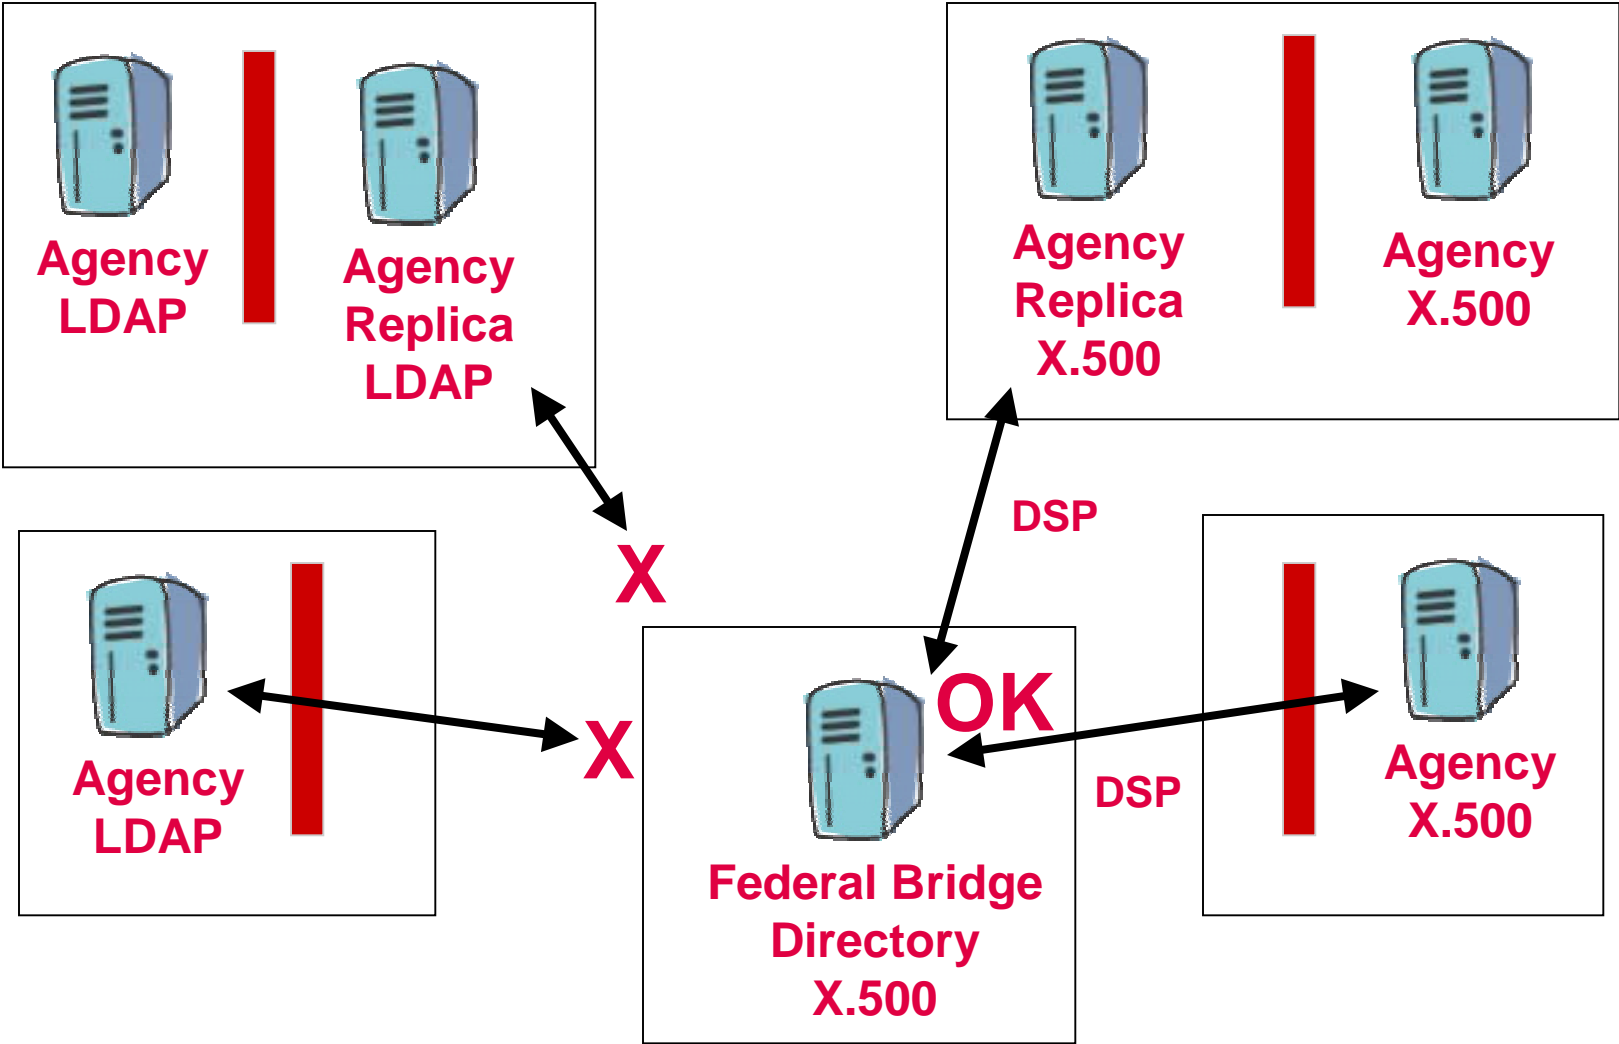 Agency
LDAP
Agency
Replica
LDAP
Agency
Replica
X.500
Agency
X.500
DSP
X
Agency
LDAP
X
OK
DSP
Agency
X.500
Federal Bridge
Directory
X.500